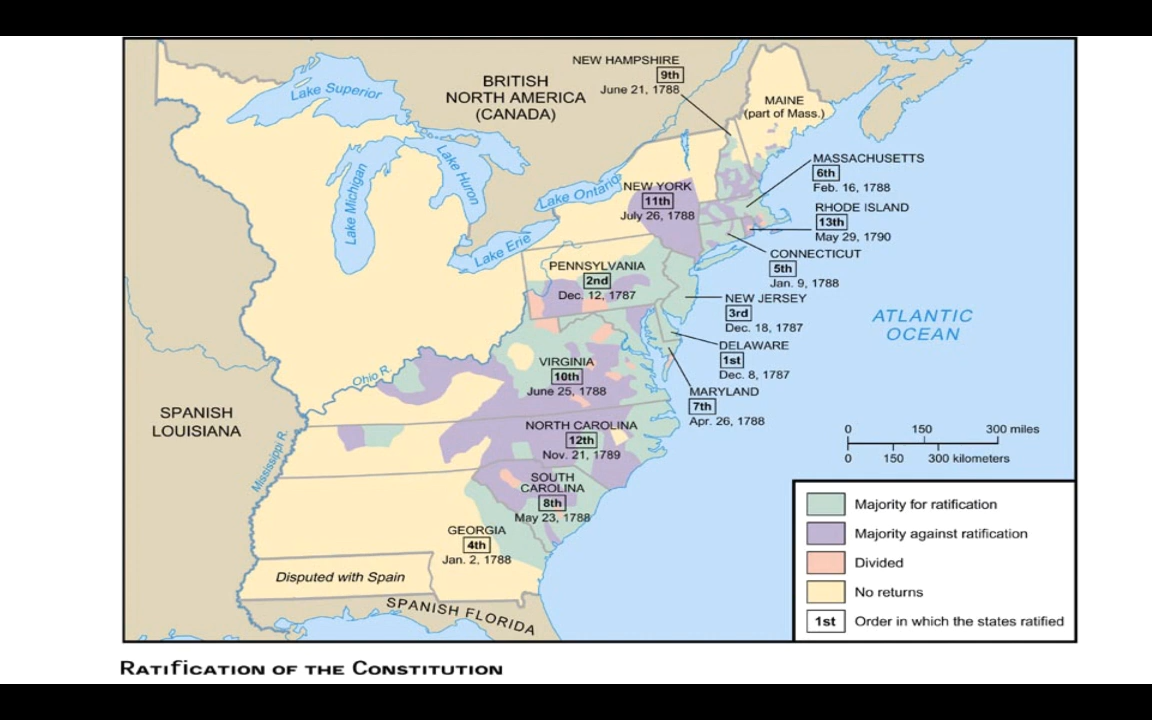 NEW HAMPSHIRE
9th
June 21, 1788
BRITISH
NORTH AMERICA
(CANADA)
MAINE
(part of Mass.)
Lake Superior
Lake Michigan
Lake Huron
Lake Ontario
Lake Erie
NEW YORK
11th
July 26, 1788
MASSACHUSETTS
6th
Feb. 16, 1788
RHODE ISLAND
13th
May 29, 1790
CONNECTICUT
5th
Jan. 9, 1788
PENNSYLVANIA
2nd
Dec. 12, 1787
NEW JERSEY
3rd
Dec. 18, 1787
DELAWARE
1st
Dec. 8, 1787
MARYLAND
7th
Apr. 26, 1788
ATLANTIC
OCEAN
VIRGINIA
10th
June 25, 1788
Ohio R.
SPANISH
LOUISIANA
Mississippi R.
NORTH CAROLINA
12th
Nov. 21, 1789
SOUTH
CAROLINA
8th
May 23, 1788
GEORGIA
4th
Jan. 2, 1788
Disputed with Spain
SPANISH FLORIDA
0 150 300 miles
0 150 300 kilometers
Majority for ratification
Majority against ratification
Divided
No returns
1st Order in which the states ratified
Ratification of the Constitution